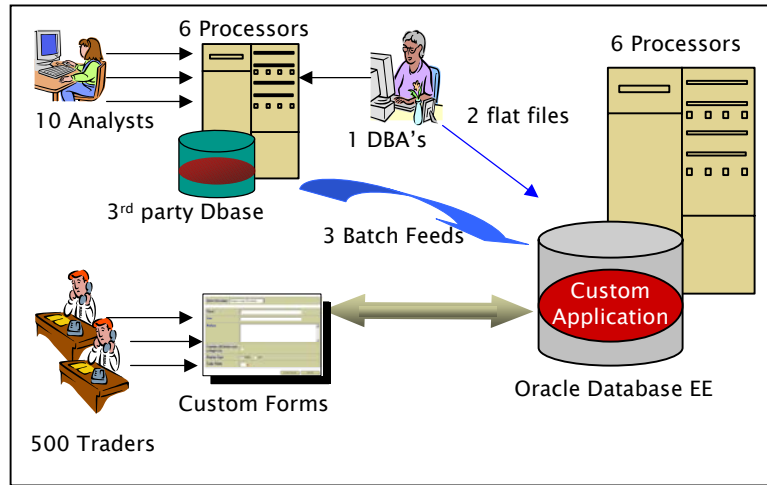 6 Processors
6 Processors
10 Analysts
1 DBA's
2 flat files
3rd party Dbase
3 Batch Feeds
Custom
Application
Custom Forms
Oracle Database EE
500 Traders